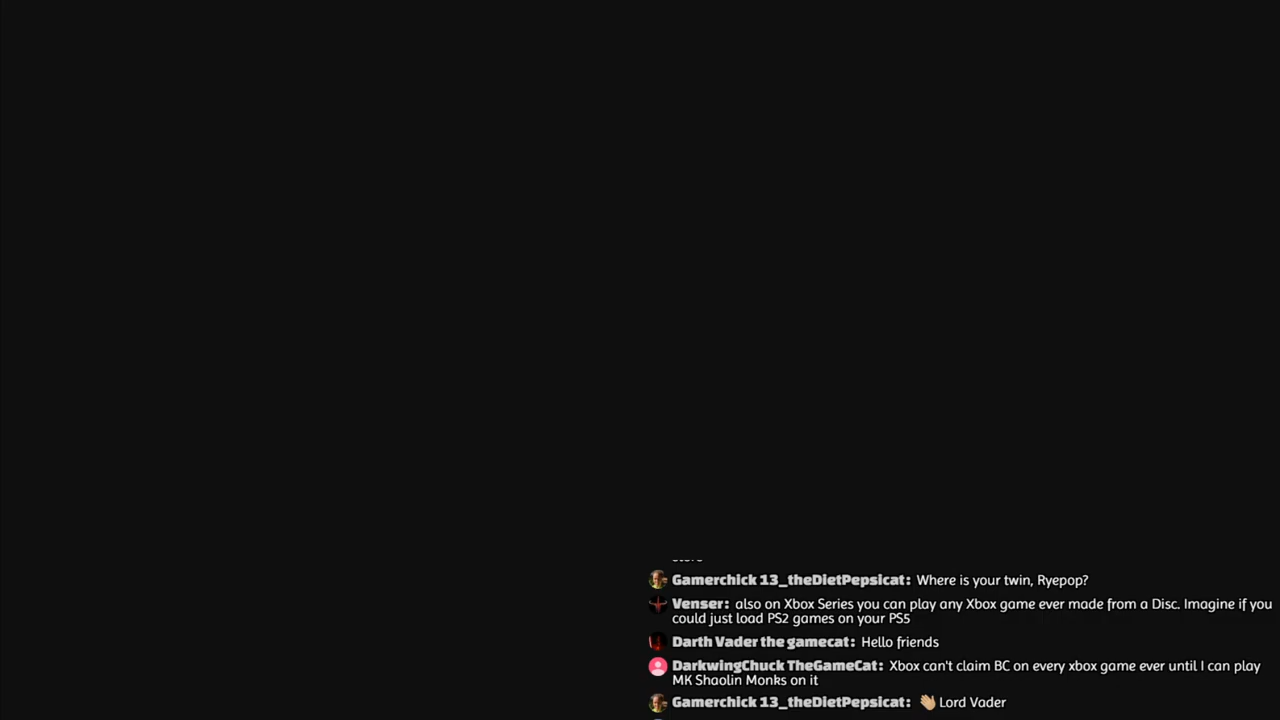 Gamerchick 13_theDietPepsicat: Where is your twin, Ryepop?
Venser: also on Xbox Series you can play any Xbox game ever made from a Disc. Imagine if you
could just load PS2 games on your PS5
Darth Vader the gamecat: Hello friends
DarkwingChuck TheGameCat: Xbox can't claim BC on every xbox game ever until I can play
MK Shaolin Monks on it
Gamerchick 13_theDietPepsicat: 👋🏼 Lord Vader